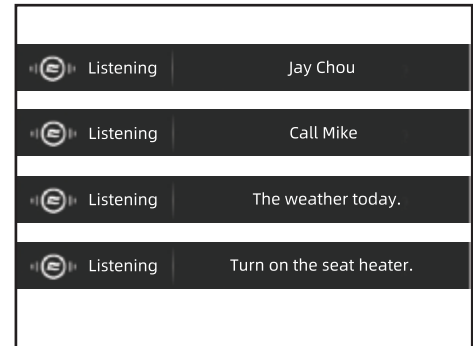 Listening Jay Chou
Listening Call Mike
Listening The weather today.
Listening Turn on the seat heater.